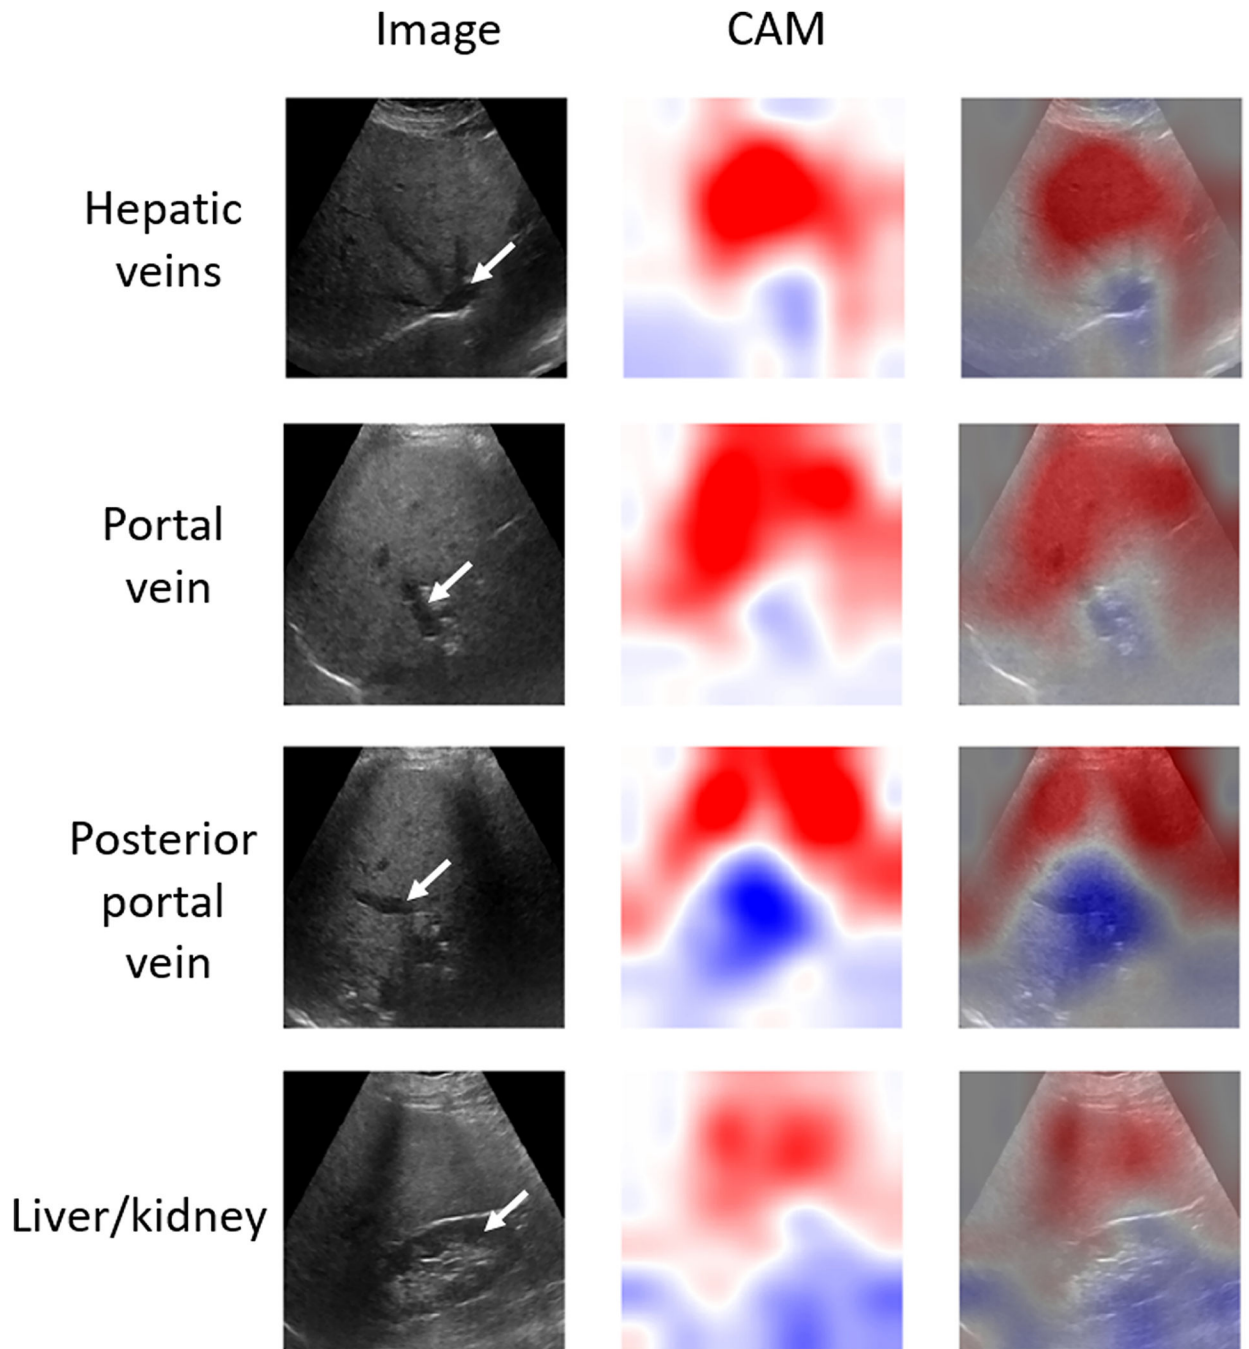 Image
CAM
Hepatic
veins
Portal
vein
Posterior
portal
vein
Liver/kidney